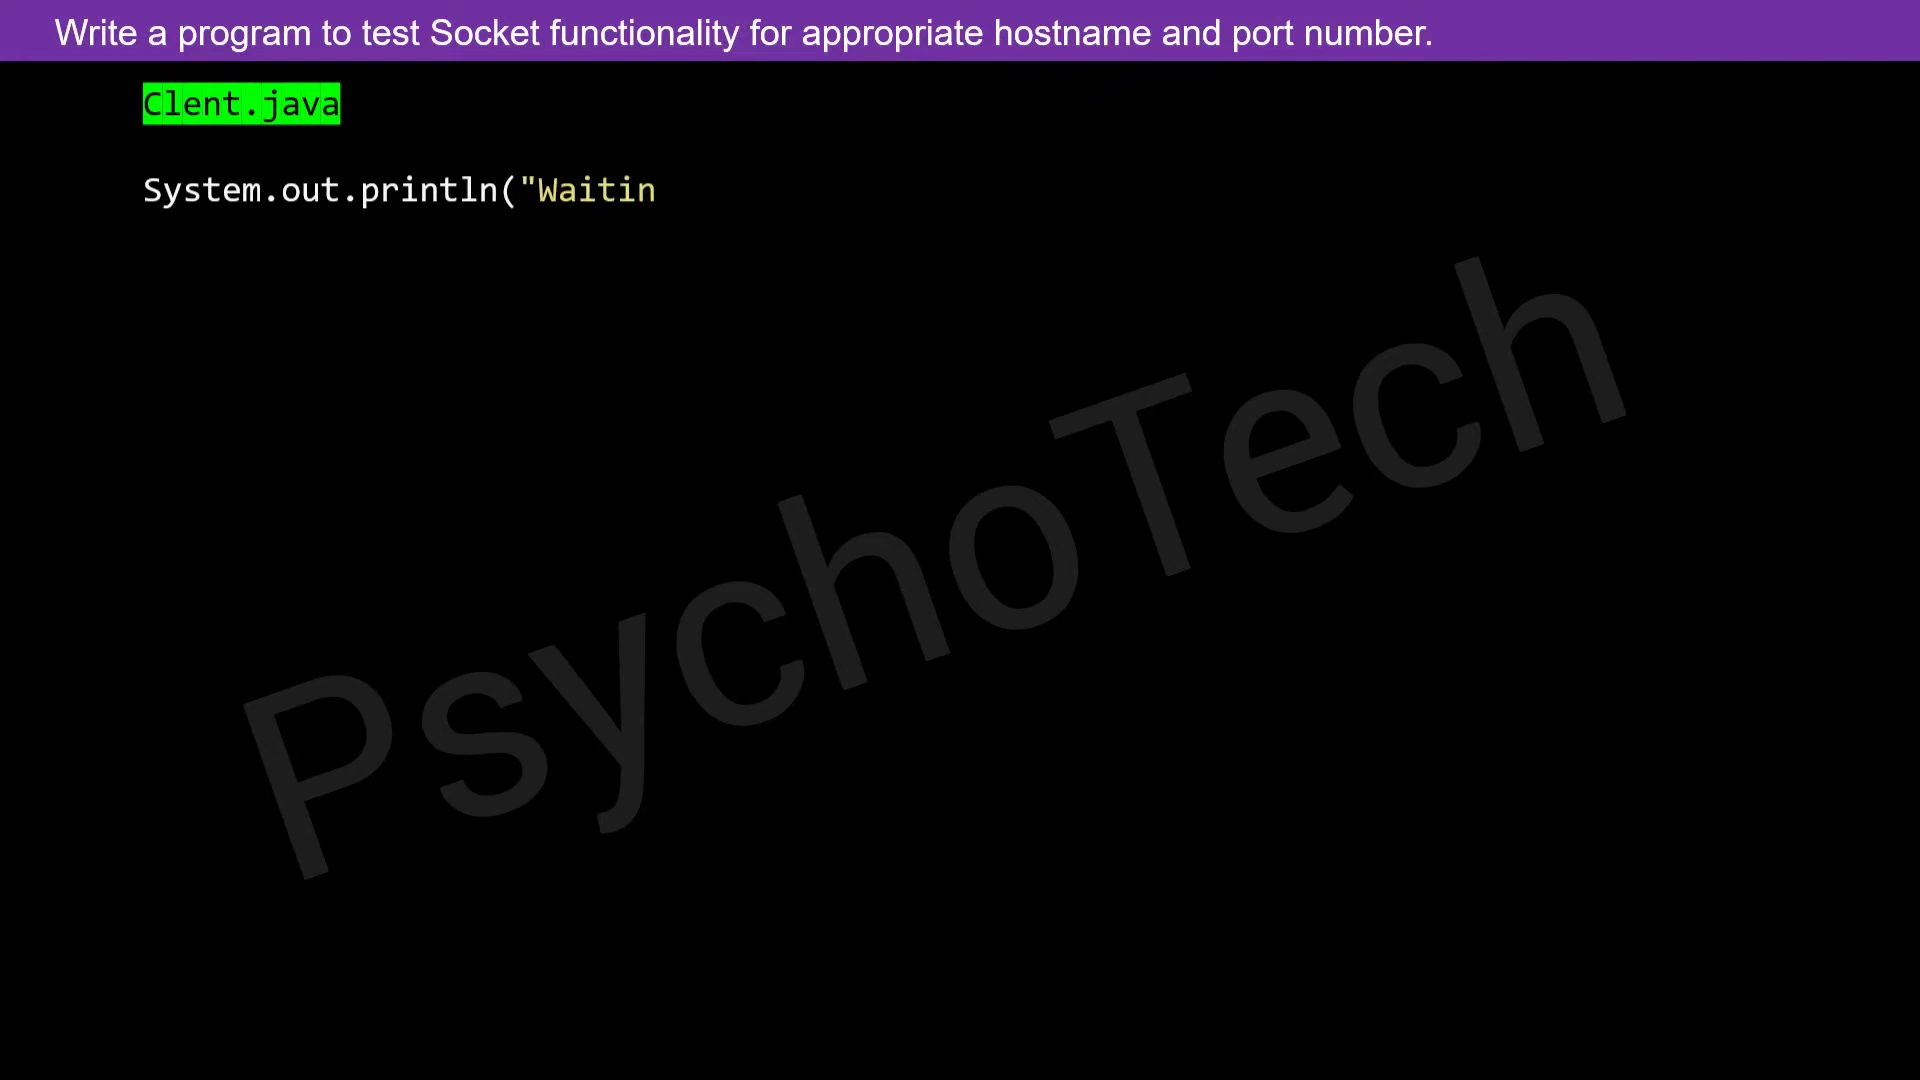 Write a program to test Socket functionality for appropriate hostname and port number.
Clent.java
System.out.println("Waitin
PsychoTech